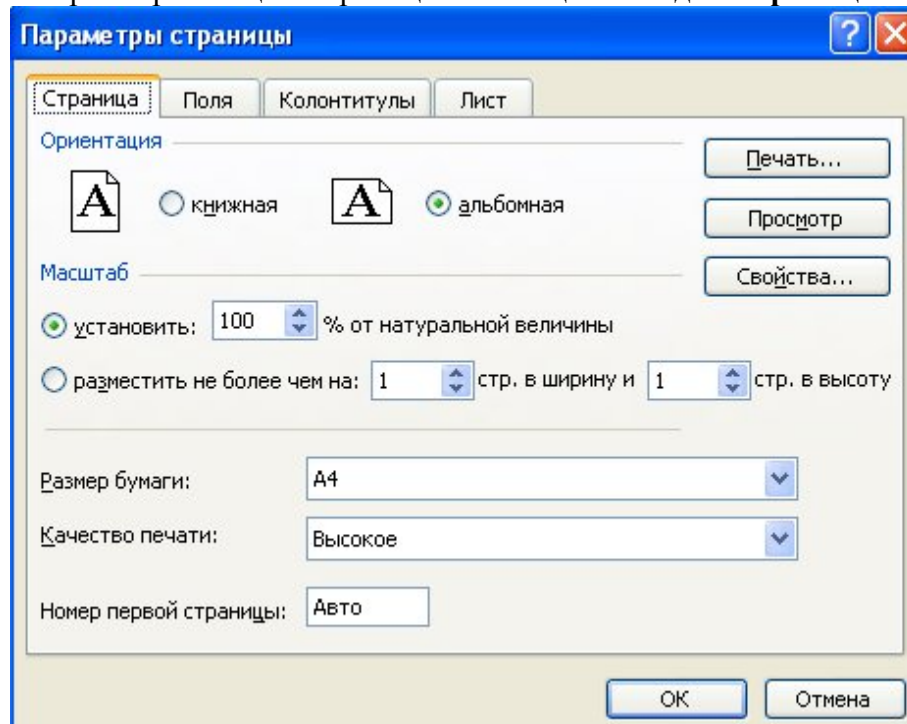 Параметры страницы
Страница Поля Колонтитулы Лист
Ориентация
Печать...
A книжная A альбомная
Просмотр
Масштаб
Свойства...
установить: 100 % от натуральной величины
разместить не более чем на: 1 стр. в ширину и 1 стр. в высоту
Размер бумаги: A4
Качество печати: Высокое
Номер первой страницы: Авто
ОК Отмена